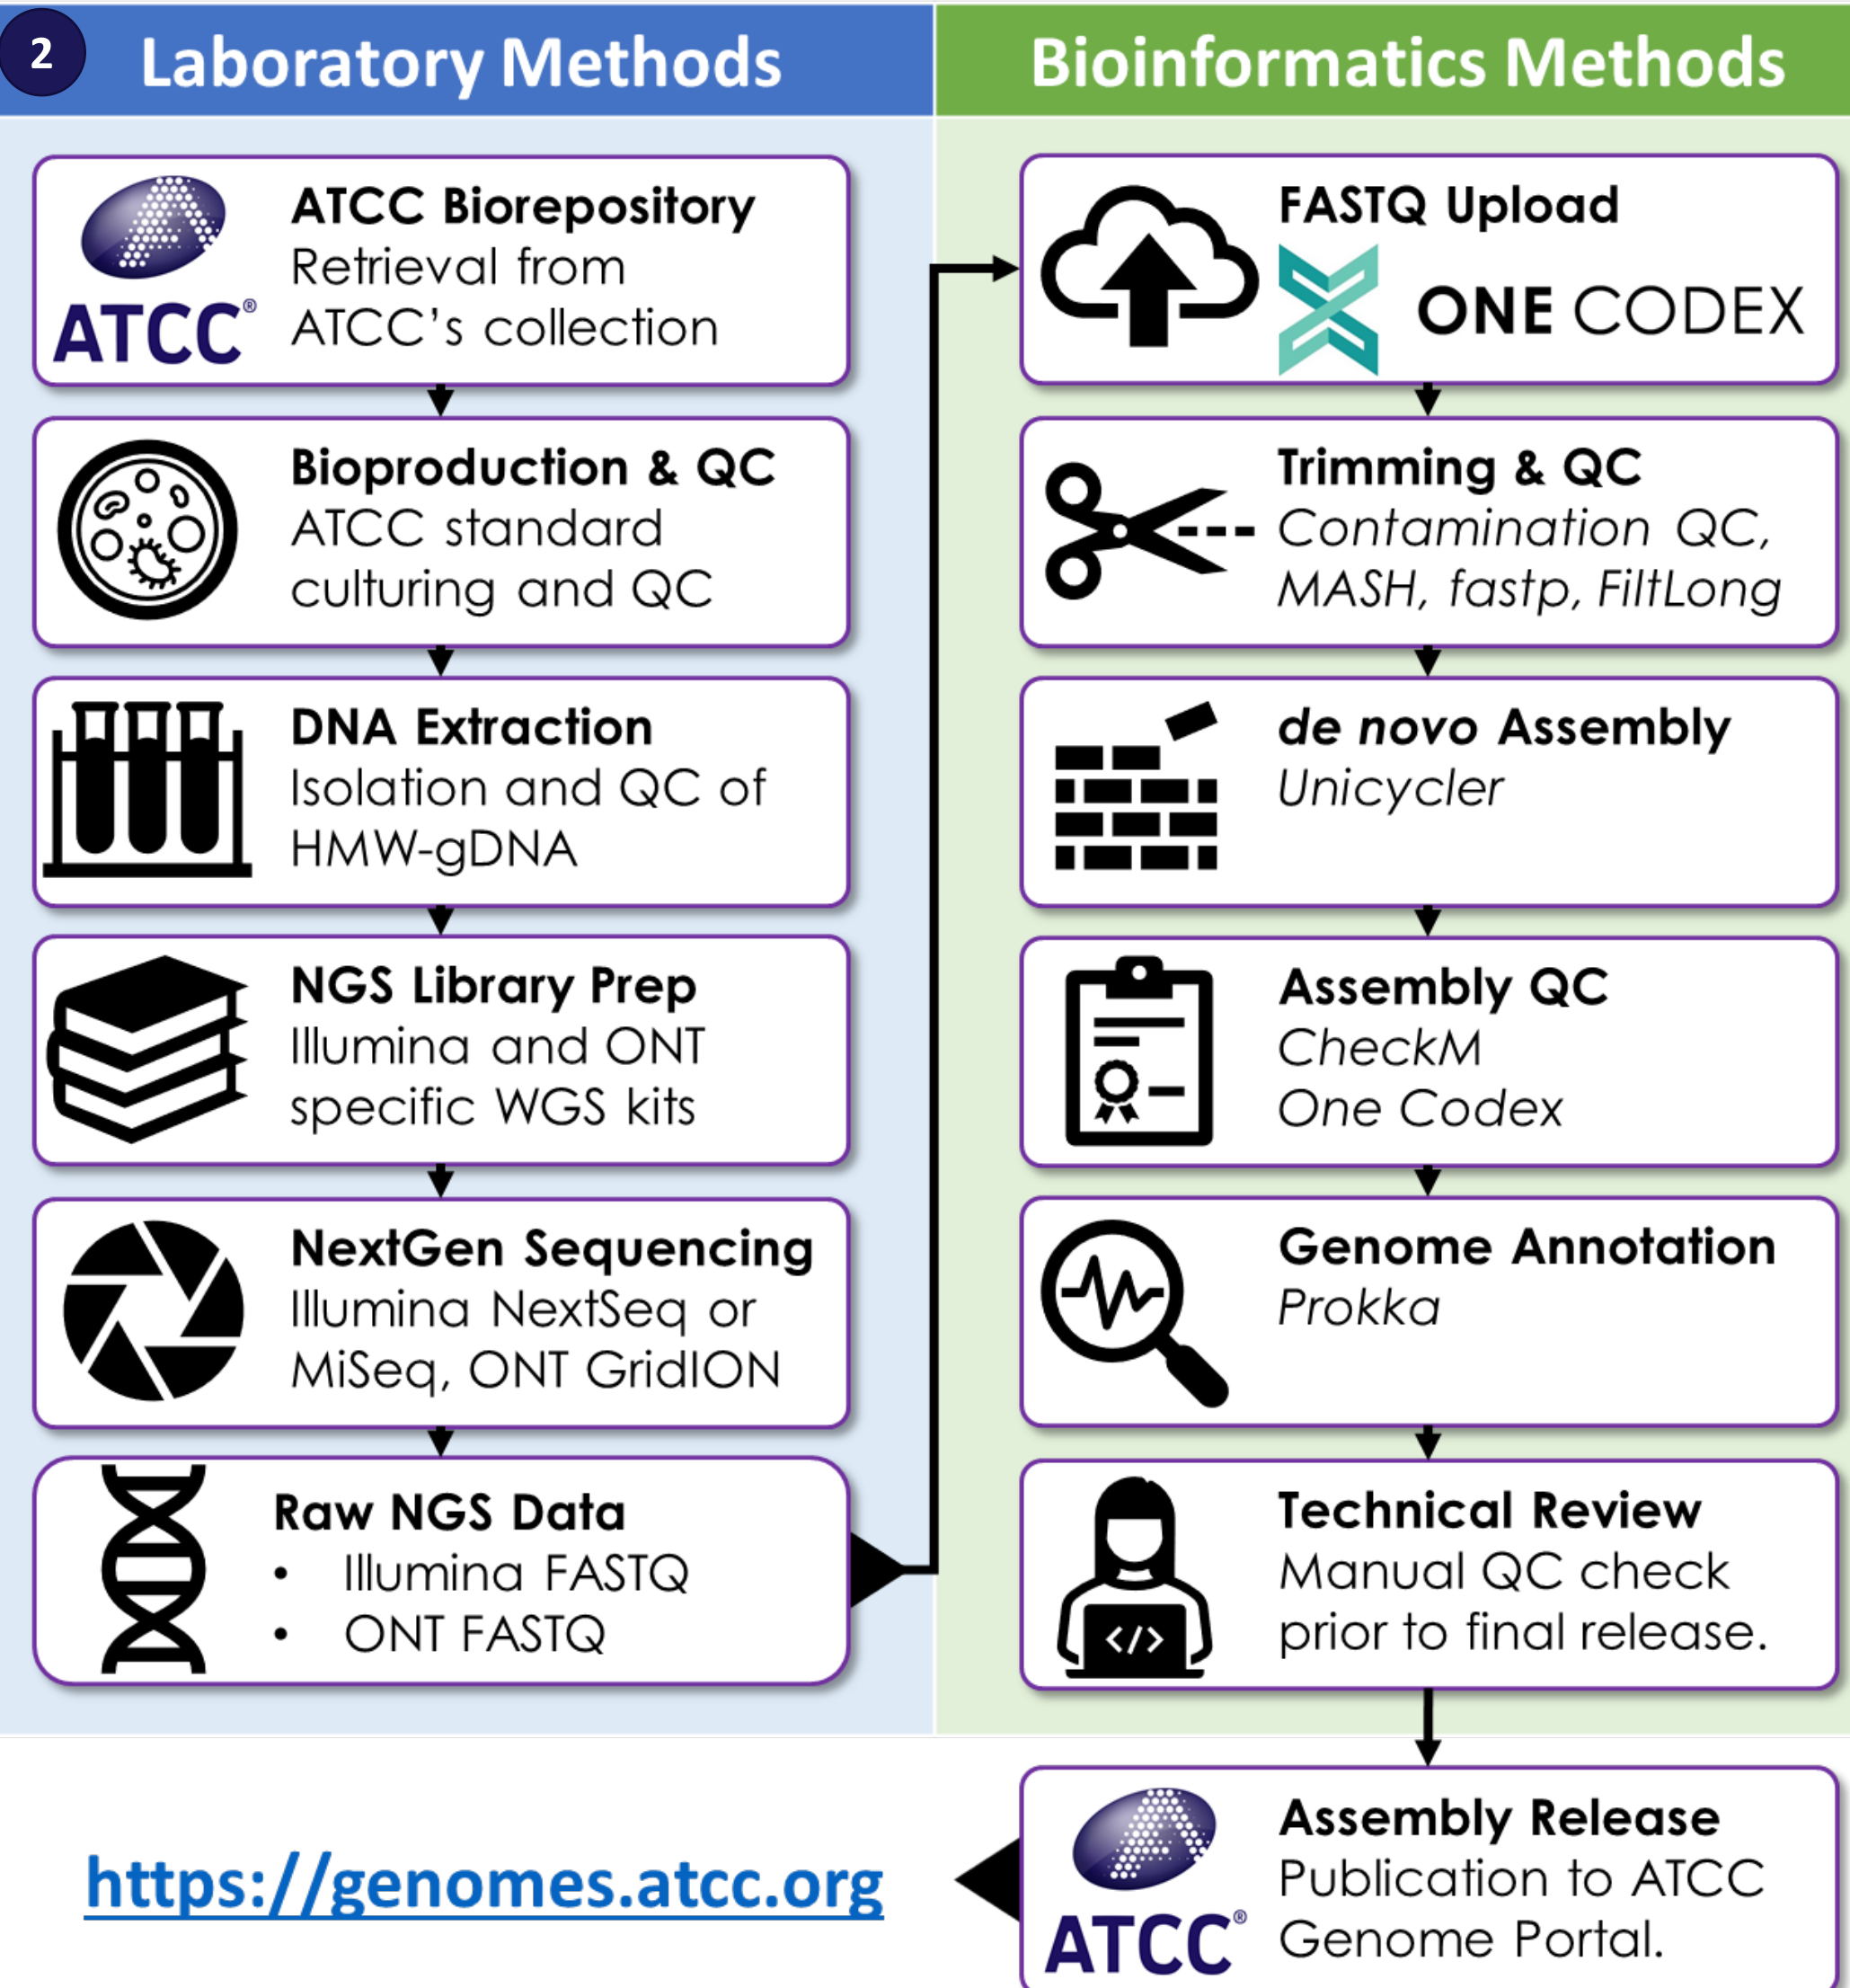 2
Laboratory Methods
ATCC®
ATCC Biorepository
Retrieval from
ATCC's collection
Bioproduction & QC
ATCC standard
culturing and QC
DNA Extraction
Isolation and QC of
HMW-gDNA
NGS Library Prep
Illumina and ONT
specific WGS kits
NextGen Sequencing
Illumina NextSeq or
MiSeq, ONT GridION
Raw NGS Data
• Illumina FASTQ
• ONT FASTQ
Bioinformatics Methods
FASTQ Upload
ONE CODEX
Trimming & QC
Contamination QC,
MASH, fastp, FiltLong
de novo Assembly
Unicycler
Assembly QC
CheckM
One Codex
Genome Annotation
Prokka
Technical Review
Manual QC check
prior to final release.
</>
ATCC®
Assembly Release
Publication to ATCC
Genome Portal.
https://genomes.atcc.org